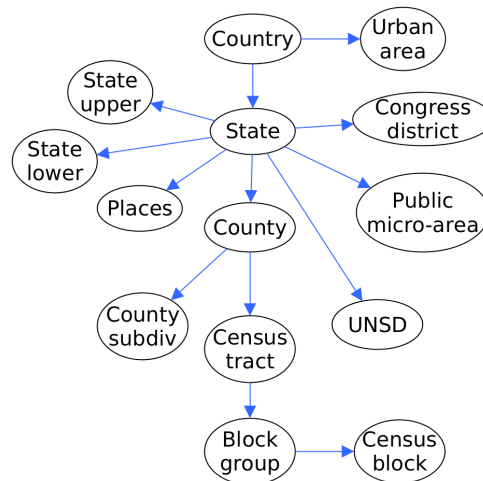 Country
Urban
area
State
upper
Congress
district
State
State
lower
Places
Public
micro-area
County
County
subdiv
UNSD
Census
tract
Block
group
Census
block